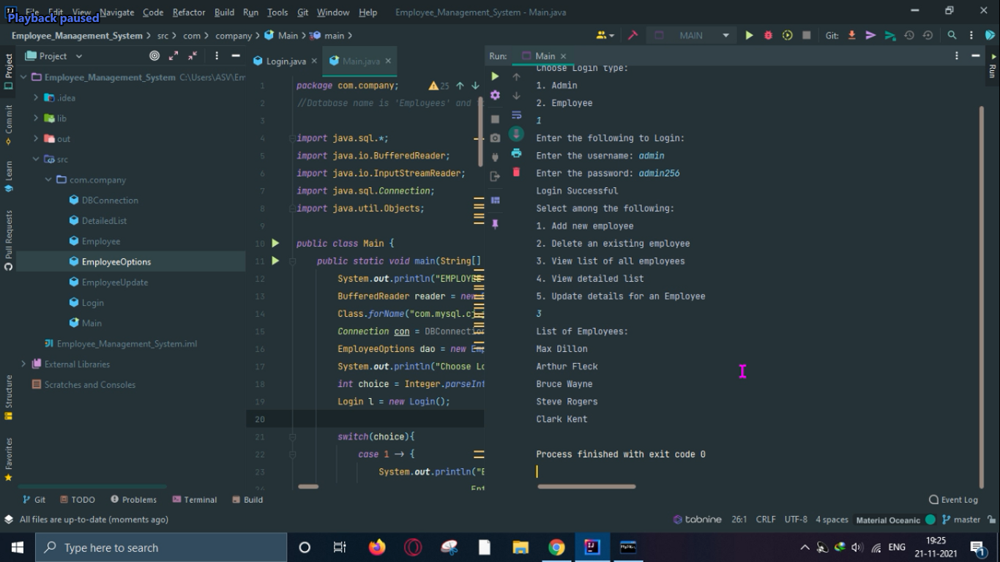 Playback paused
File Edit View Navigate Code Refactor Build Run Tools Git Window Help Employee_Management_System - Main.java
Employee_Management_System src com company Main main MAIN Git:
Project
Login.java Main.java
Run: Main
Project
Commit
Learn
Pull Requests
Structure
Favorites
Employee_Management_System C:\Users\ASV\Em
.idea
lib
out
src
com.company
DBConnection
DetailedList
Employee
EmployeeOptions
EmployeeUpdate
Login
Main
Employee_Management_System.iml
External Libraries
Scratches and Consoles
25
1 package com.company;
2 //Database name is 'Employees' and
3
4 import java.sql.*;
5 import java.io.BufferedReader;
6 import java.io.InputStreamReader;
7 import java.sql.Connection;
8 import java.util.Objects;
9
10 public class Main {
11 public static void main(String[]
12 System.out.println("EMPLOYEE
13 BufferedReader reader = new
14 Class.forName("com.mysql.cj.
15 Connection con = DBConnection
16 EmployeeOptions dao = new Emp
17 System.out.println("Choose Lo
18 int choice = Integer.parseInt
19 Login l = new Login();
20
21 switch(choice){
22 case 1 -> {
23 System.out.println("E
Choose Login type:
1. Admin
2. Employee
1
Enter the following to Login:
Enter the username: admin
Enter the password: admin256
Login Successful
Select among the following:
1. Add new employee
2. Delete an existing employee
3. View list of all employees
4. View detailed list
5. Update details for an Employee
3
List of Employees:
Max Dillon
Arthur Fleck
Bruce Wayne
Steve Rogers
Clark Kent
Process finished with exit code 0
Run
Git TODO Problems Terminal Build Event Log
All files are up-to-date (moments ago) tabnine 26:1 CRLF UTF-8 4 spaces Material Oceanic master
Type here to search ENG 19:25
21-11-2021
1